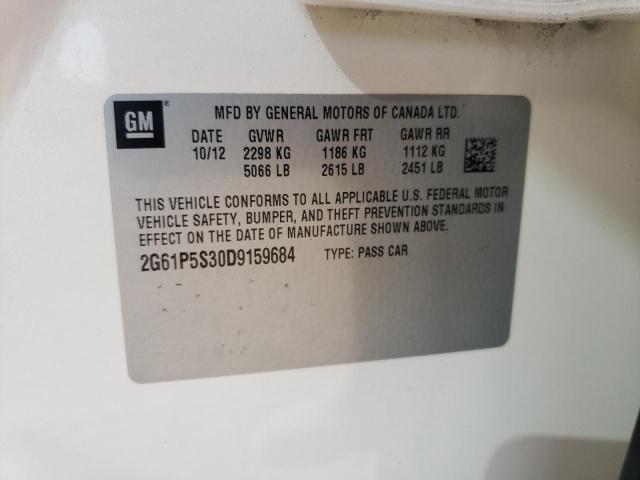 GM ®
MFD BY GENERAL MOTORS OF CANADA LTD.
DATE GVWR GAWR FRT GAWR RR
10/12 2298 KG 1186 KG 1112 KG
5066 LB 2615 LB 2451 LB
THIS VEHICLE CONFORMS TO ALL APPLICABLE U.S. FEDERAL MOTOR
VEHICLE SAFETY, BUMPER, AND THEFT PREVENTION STANDARDS IN
EFFECT ON THE DATE OF MANUFACTURE SHOWN ABOVE.
2G61P5S30D9159684 TYPE: PASS CAR